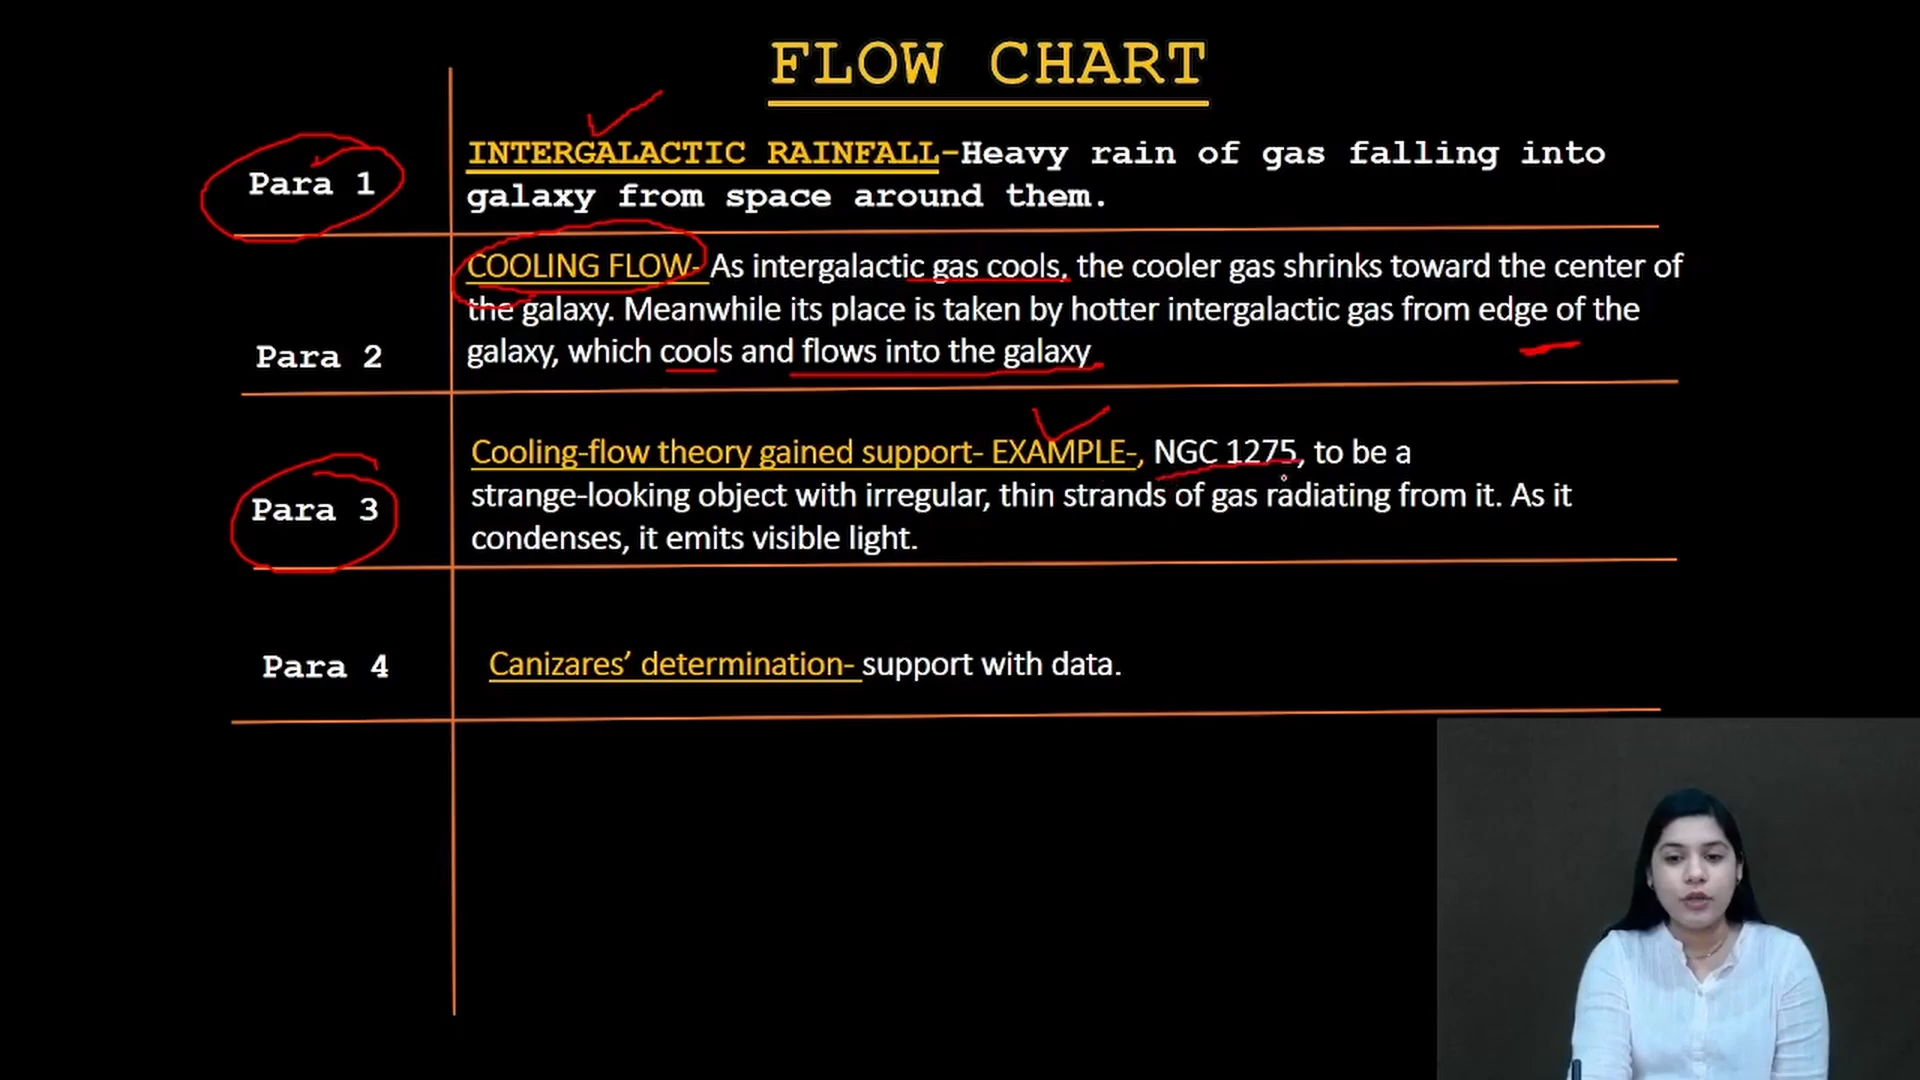 FLOW CHART
Para 1
INTERGALACTIC RAINFALL-Heavy rain of gas falling into
galaxy from space around them.
Para 2
COOLING FLOW- As intergalactic gas cools, the cooler gas shrinks toward the center of
the galaxy. Meanwhile its place is taken by hotter intergalactic gas from edge of the
galaxy, which cools and flows into the galaxy
Para 3
Cooling-flow theory gained support- EXAMPLE-, NGC 1275, to be a
strange-looking object with irregular, thin strands of gas radiating from it. As it
condenses, it emits visible light.
Para 4
Canizares’ determination- support with data.